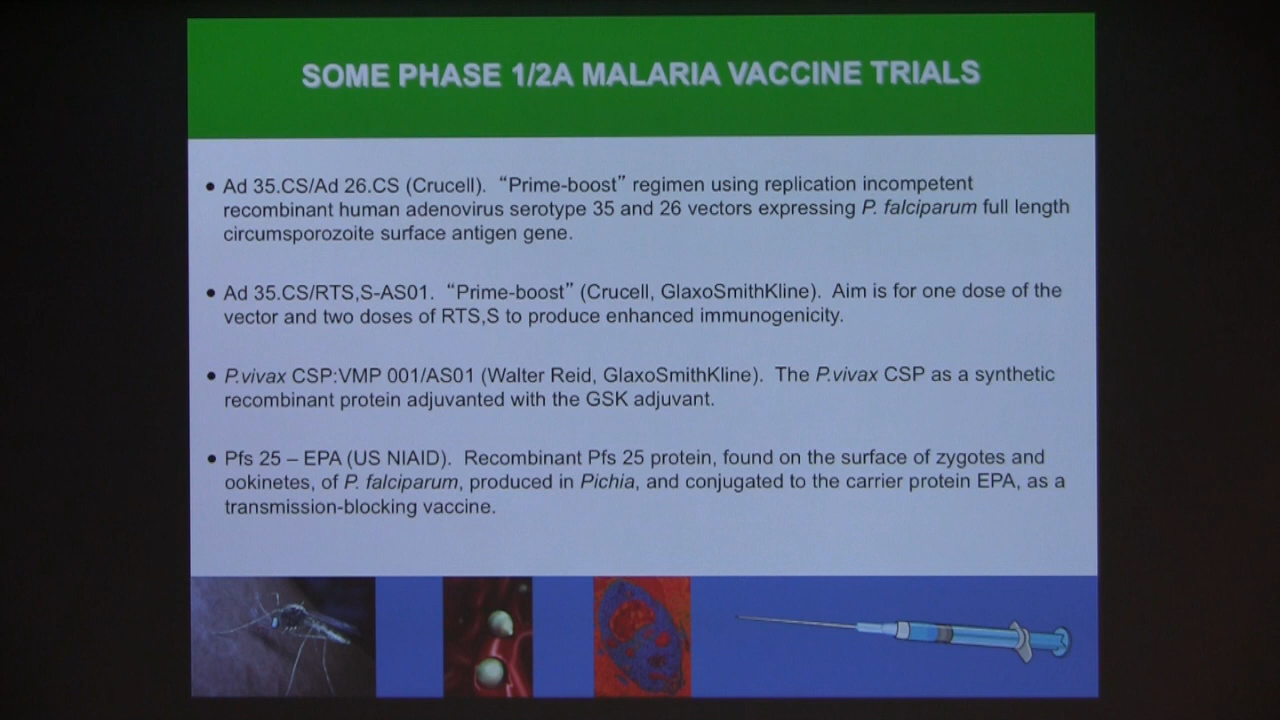 SOME PHASE 1/2A MALARIA VACCINE TRIALS
• Ad 35.CS/Ad 26.CS (Crucell). “Prime-boost” regimen using replication incompetent
recombinant human adenovirus serotype 35 and 26 vectors expressing P. falciparum full length
circumsporozoite surface antigen gene.
• Ad 35.CS/RTS,S-AS01. “Prime-boost” (Crucell, GlaxoSmithKline). Aim is for one dose of the
vector and two doses of RTS,S to produce enhanced immunogenicity.
• P.vivax CSP:VMP 001/AS01 (Walter Reid, GlaxoSmithKline). The P.vivax CSP as a synthetic
recombinant protein adjuvanted with the GSK adjuvant.
• Pfs 25 – EPA (US NIAID). Recombinant Pfs 25 protein, found on the surface of zygotes and
ookinetes, of P. falciparum, produced in Pichia, and conjugated to the carrier protein EPA, as a
transmission-blocking vaccine.